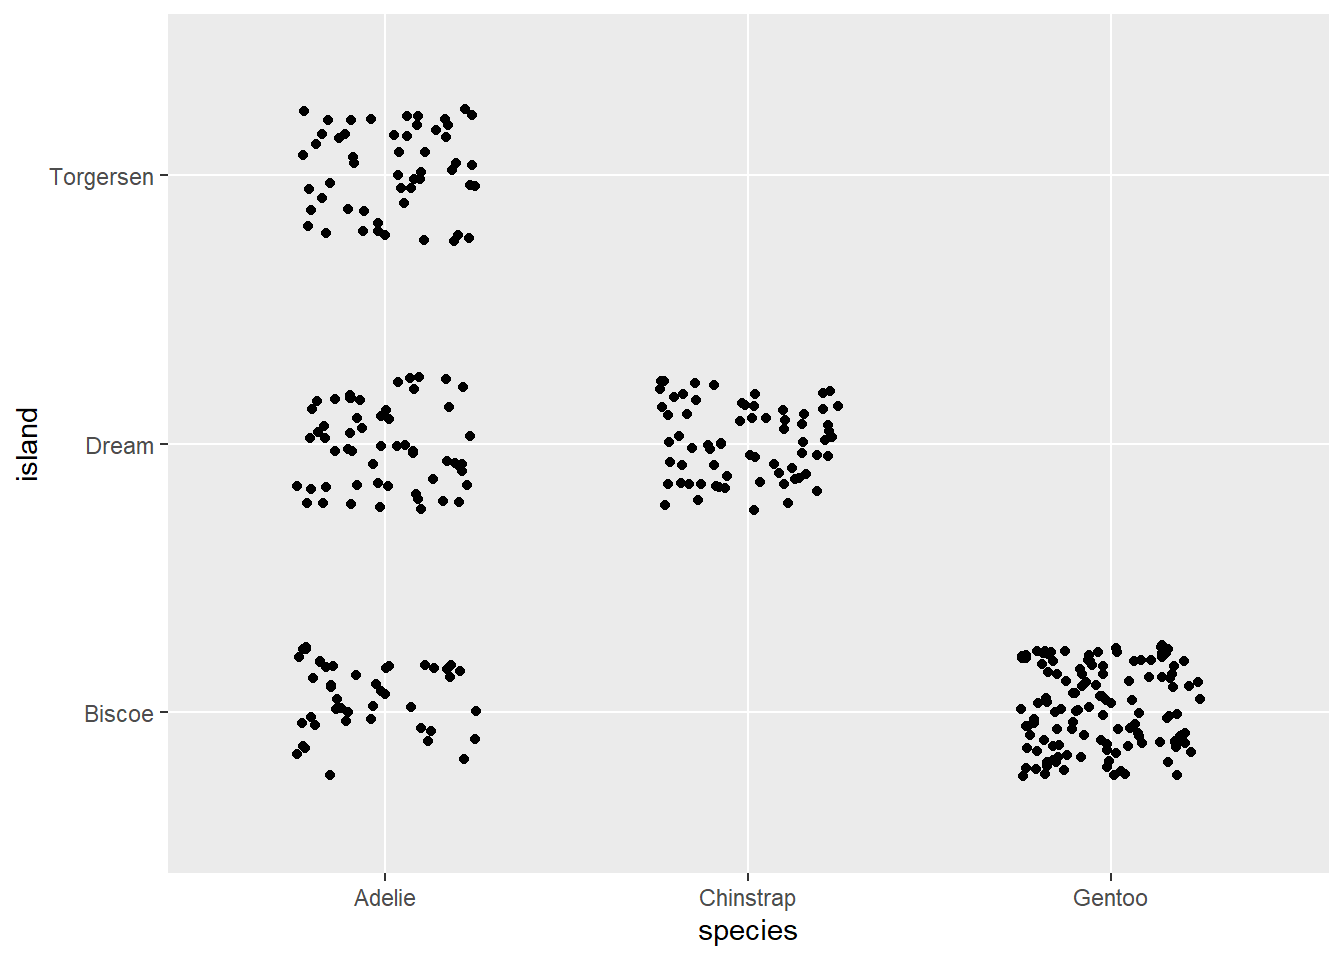 Torgersen
Dream
Biscoe
island
Adelie
Chinstrap
Gentoo
species